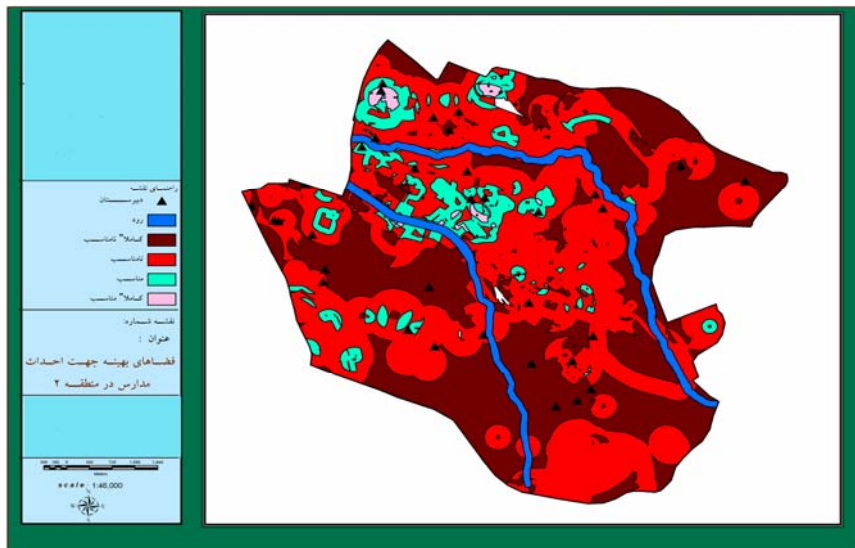 راهنمای نقشه
دبیرستان
رود
کاملا" نامناسب
نامناسب
مناسب
کاملا" مناسب
نقشه شماره:
عنوان :
فضاهای بهینه جهت احداث
مدارس در منطقه ۲
Meters
scale: 1:46,000